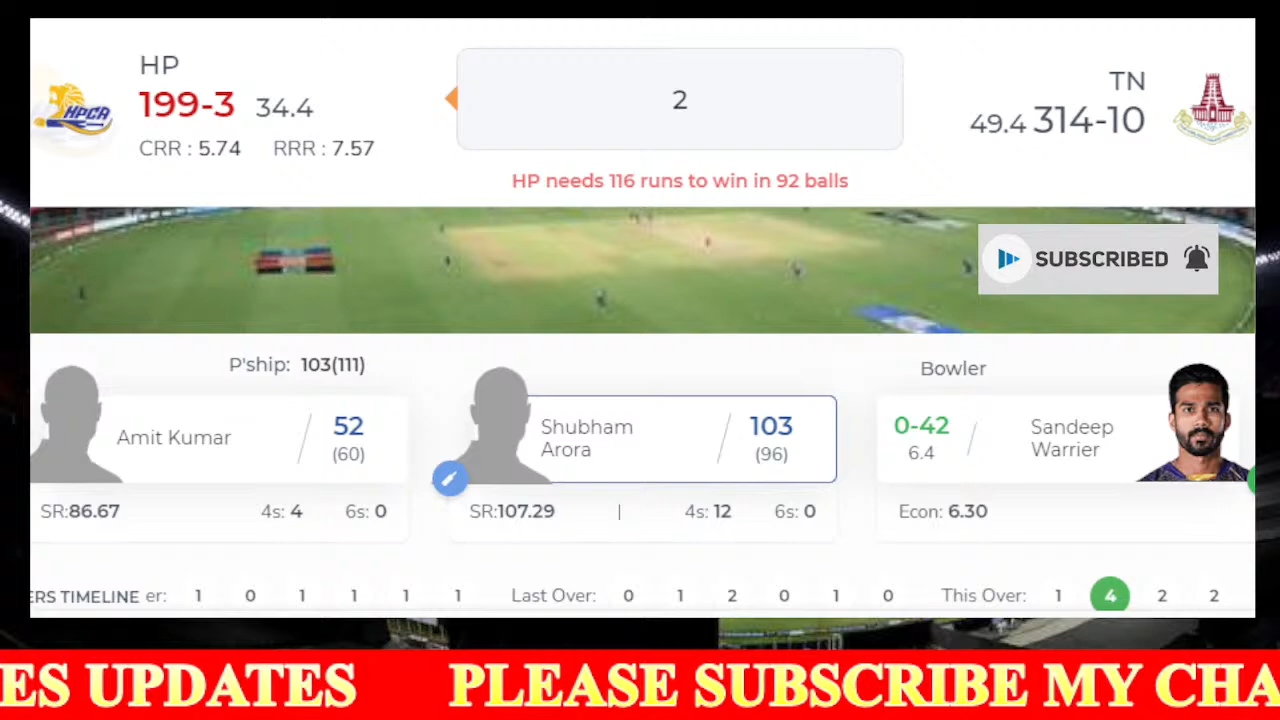 HP
199-3 34.4
CRR : 5.74 RRR : 7.57
2
HP needs 116 runs to win in 92 balls
TN
49.4 314-10
HPCA
SUBSCRIBED
P'ship: 103(111)
Amit Kumar
52
(60)
SR:86.67 4s: 4 6s: 0
Shubham
Arora
103
(96)
SR:107.29 | 4s: 12 6s: 0
Bowler
0-42
6.4
Sandeep
Warrier
Econ: 6.30
ERS TIMELINE er: 1 0 1 1 1 1 Last Over: 0 1 2 0 1 0 This Over: 1 4 2 2
ES UPDATES PLEASE SUBSCRIBE MY CHA